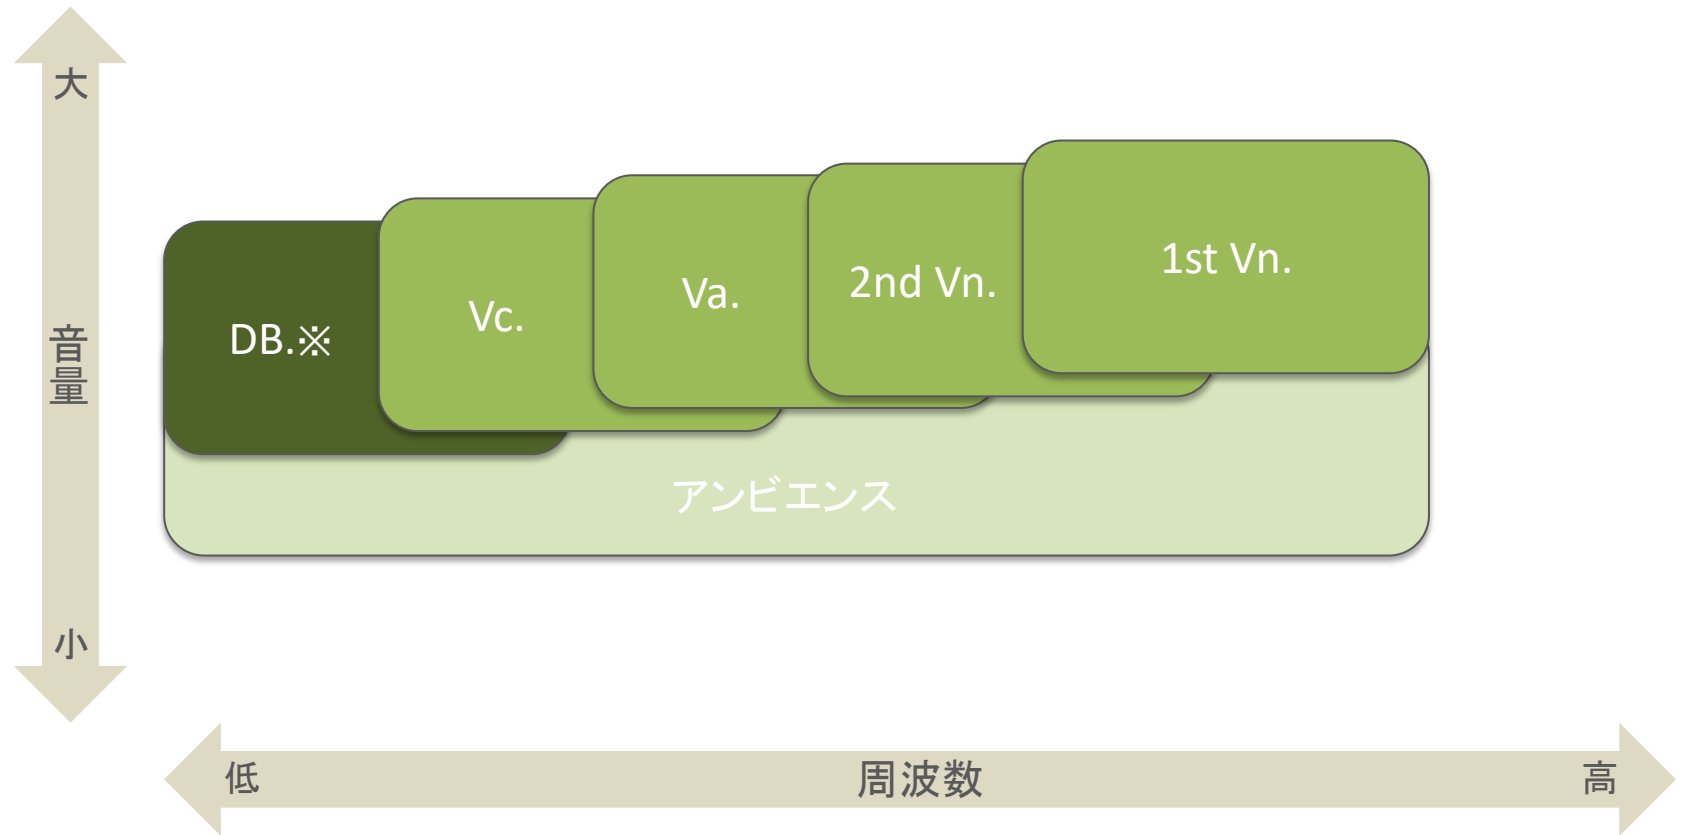 大
音量
小
DB.※
Vc.
Va.
2nd Vn.
1st Vn.
アンビエンス
低
周波数
高